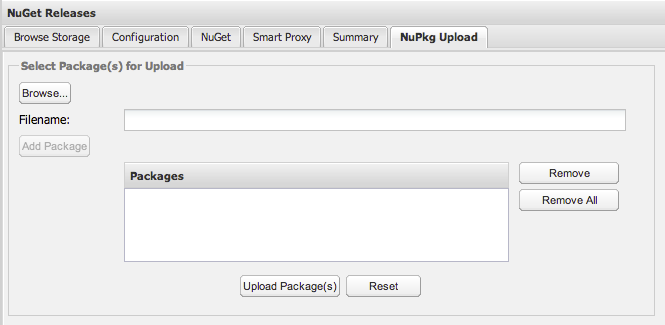 NuGet Releases
Browse Storage Configuration NuGet Smart Proxy Summary NuPkg Upload
Select Package(s) for Upload
Browse...
Filename:
Add Package
Packages
Remove
Remove All
Upload Package(s) Reset